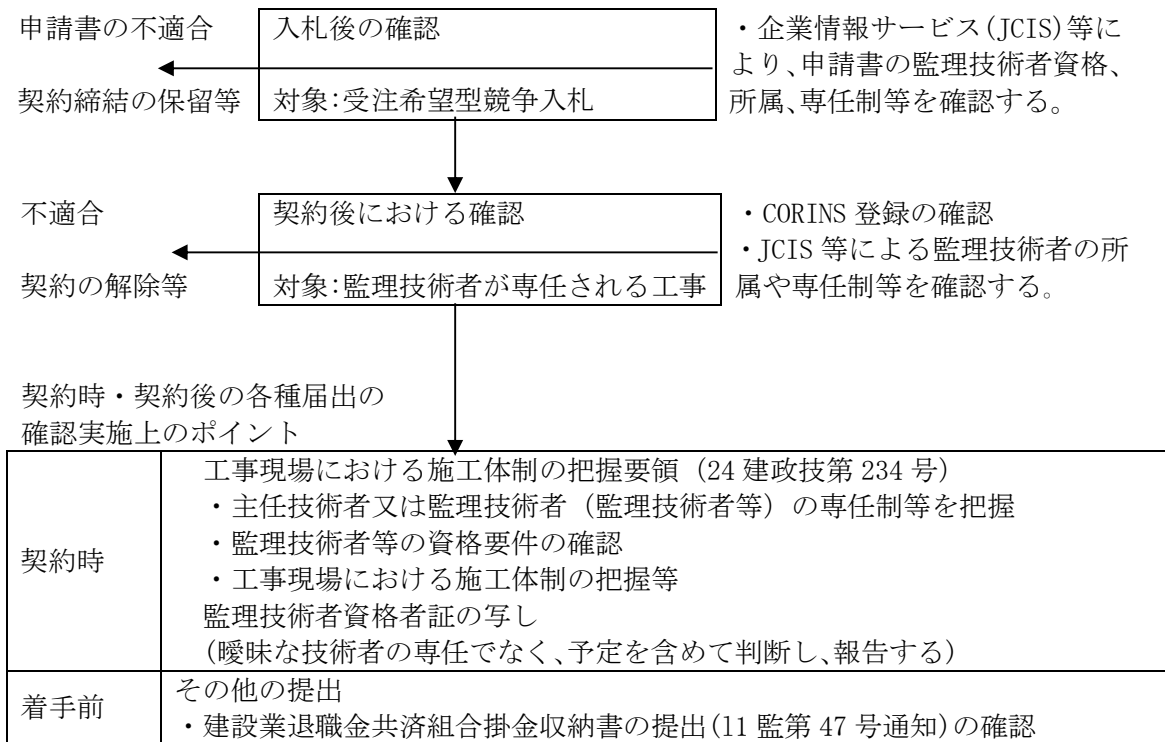 申請書の不適合
契約締結の保留等
入札後の確認
対象:受注希望型競争入札
・企業情報サービス(JCIS)等に
より、申請書の監理技術者資格、
所属、専任制等を確認する。
不適合
契約の解除等
契約後における確認
対象:監理技術者が専任される工事
・CORINS 登録の確認
・JCIS 等による監理技術者の所
属や専任制等を確認する。
契約時・契約後の各種届出の
確認実施上のポイント
契約時
工事現場における施工体制の把握要領（24 建政技第 234 号）
・主任技術者又は監理技術者（監理技術者等）の専任制等を把握
・監理技術者等の資格要件の確認
・工事現場における施工体制の把握等
監理技術者資格者証の写し
(曖昧な技術者の専任でなく、予定を含めて判断し、報告する)
着手前
その他の提出
・建設業退職金共済組合掛金収納書の提出(11 監第 47 号通知)の確認